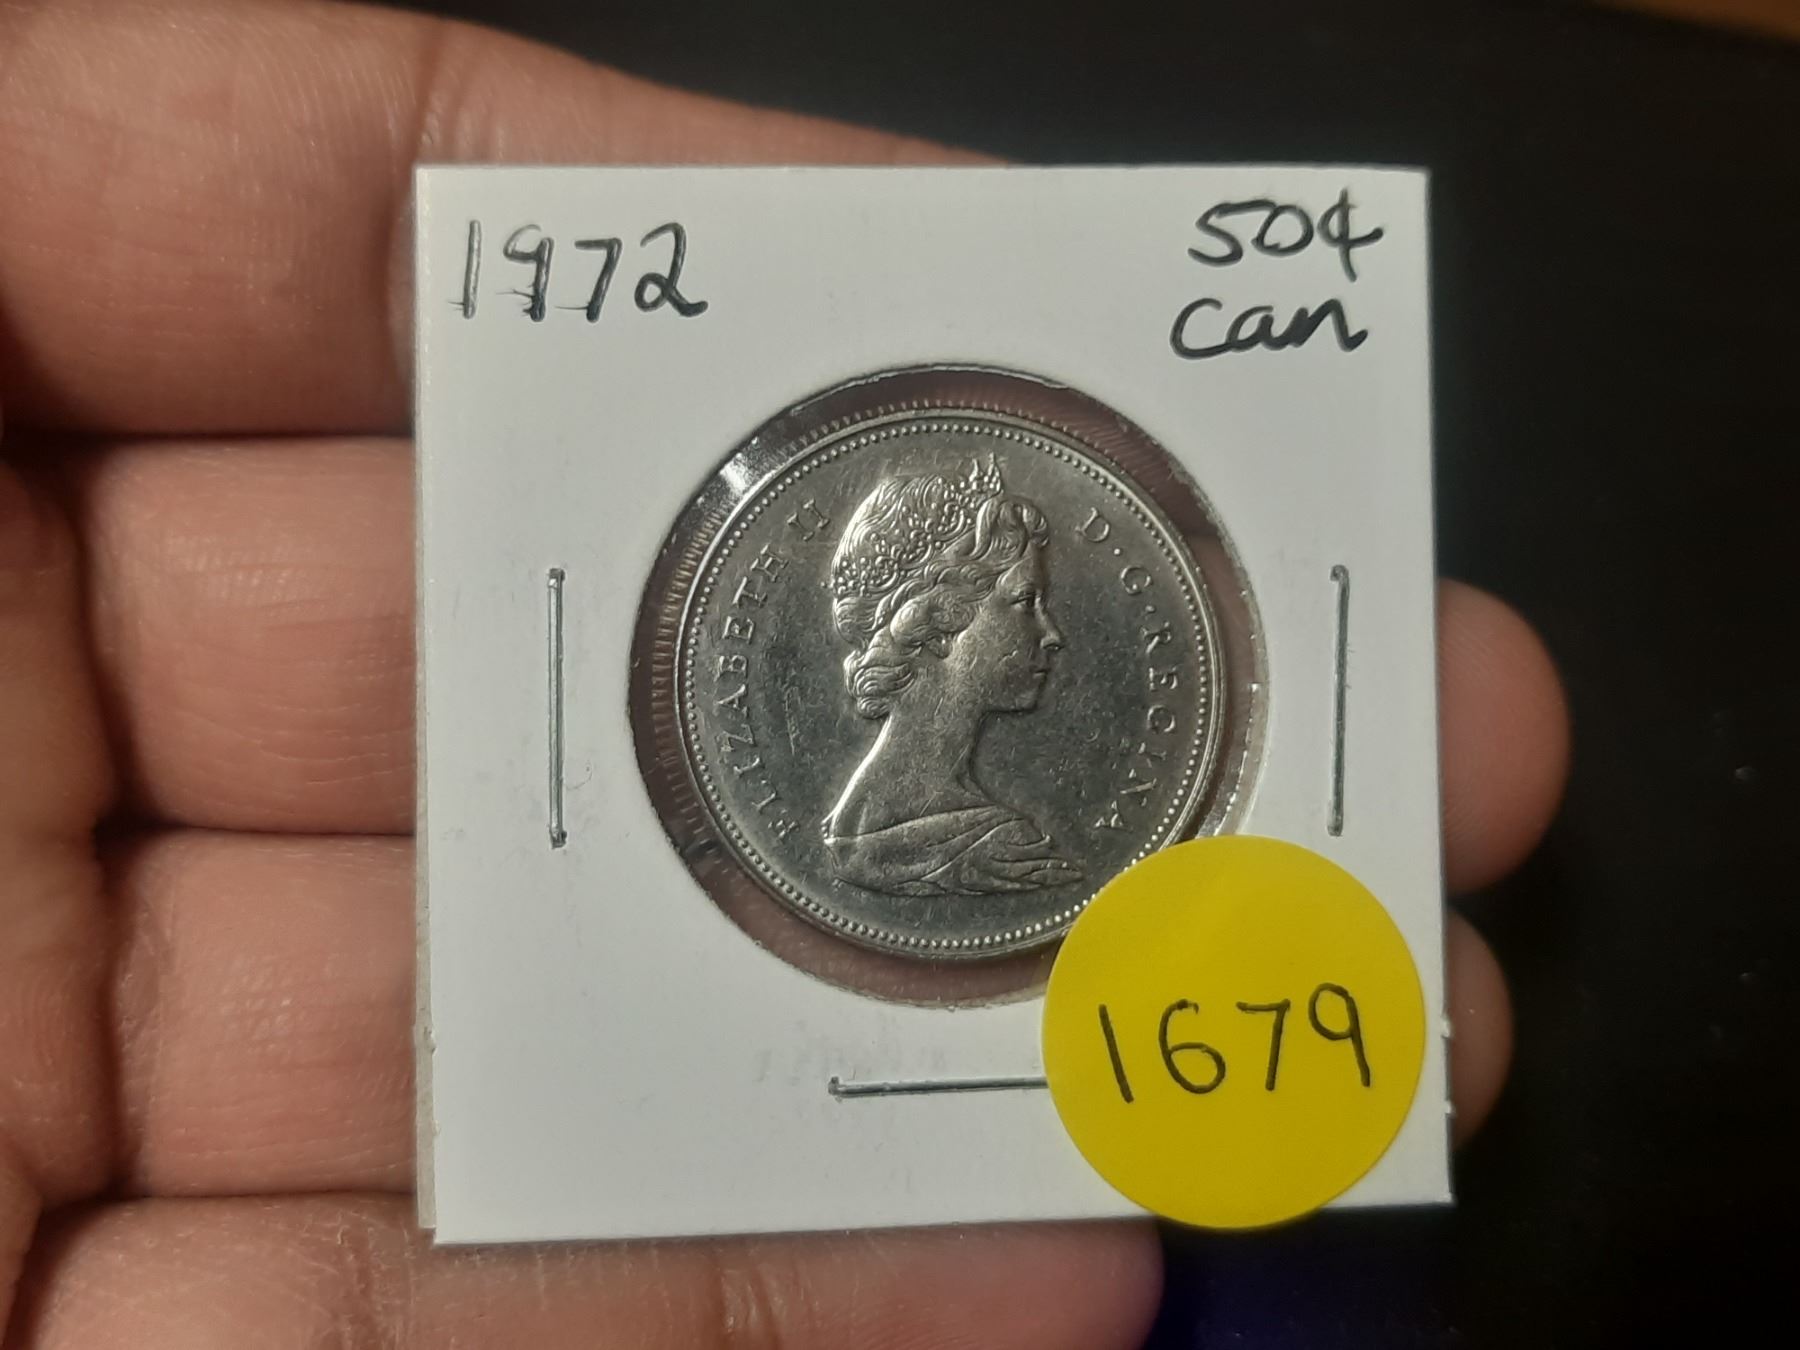 1972
50¢
Can
ELIZABETH II D·G·REGINA
1679